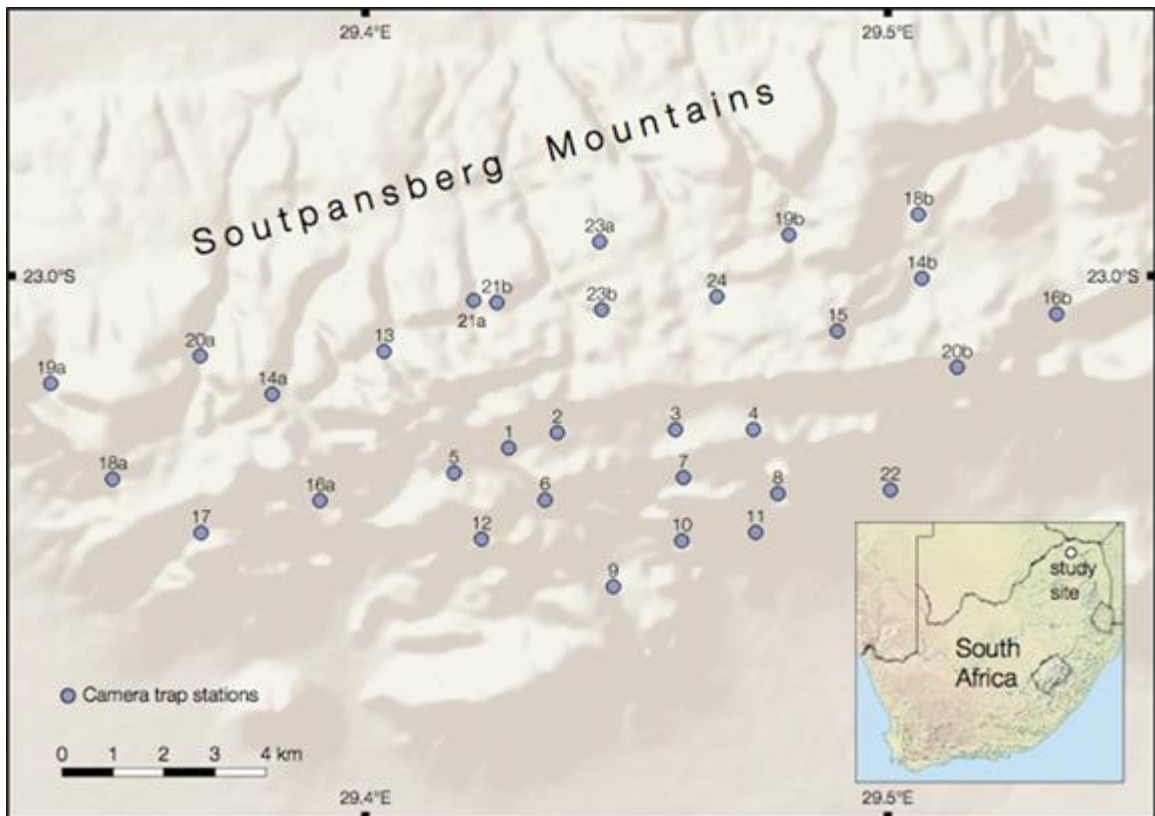 29.4°E 29.5°E
Soutpansberg Mountains
18b
23a
19b
23.0°S 23.0°S
14b
21b
24
23b
16b
21a
15
13
20a
20b
19a
14a
3 4
2
1
5
7
18a
6
8
22
16a
17
12
10
11
9
study
site
South
Africa
Camera trap stations
0 1 2 3 4 km
29.4°E 29.5°E